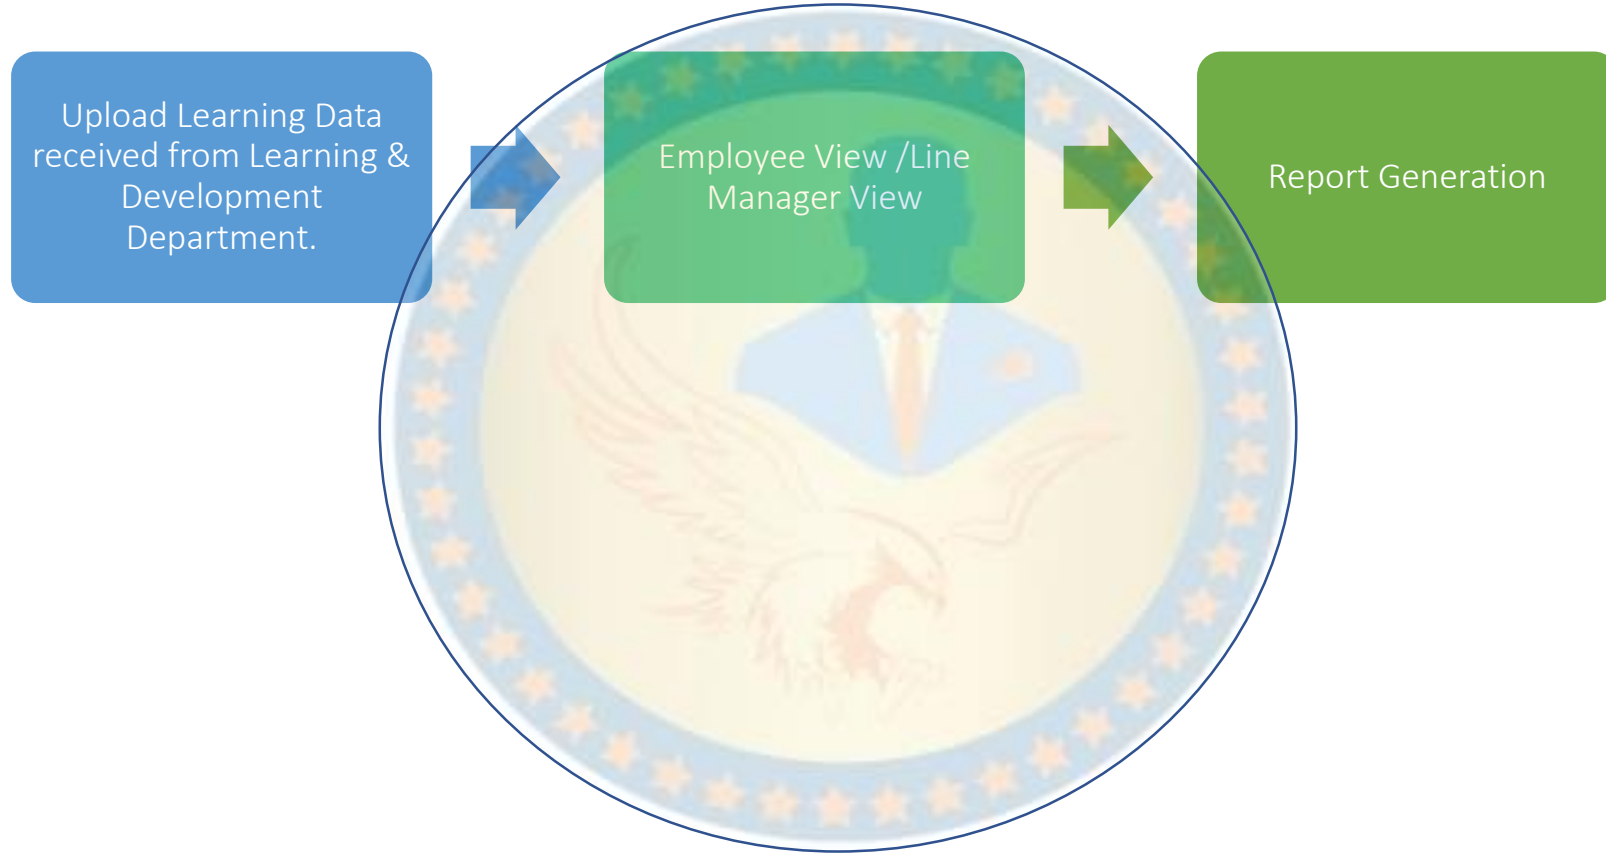 Upload Learning Data
received from Learning &
Development
Department.
Employee View /Line
Manager View
Report Generation